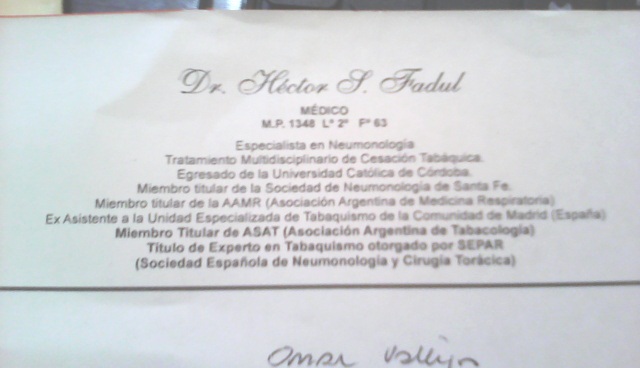 Dr. Héctor S. Fadul
MÉDICO
M.P. 1348 Lº 2º Fº 63
Especialista en Neumonología
Tratamiento Multidisciplinario de Cesación Tabáquica.
Egresado de la Universidad Católica de Córdoba.
Miembro titular de la Sociedad de Neumonología de Santa Fe.
Miembro titular de la AAMR (Asociación Argentina de Medicina Respiratoria)
Ex Asistente a la Unidad Especializada de Tabaquismo de la Comunidad de Madrid (España)
Miembro Titular de ASAT (Asociación Argentina de Tabacología)
Titulo de Experto en Tabaquismo otorgado por SEPAR
(Sociedad Española de Neumonología y Cirugía Torácica)
Omar Vallejo